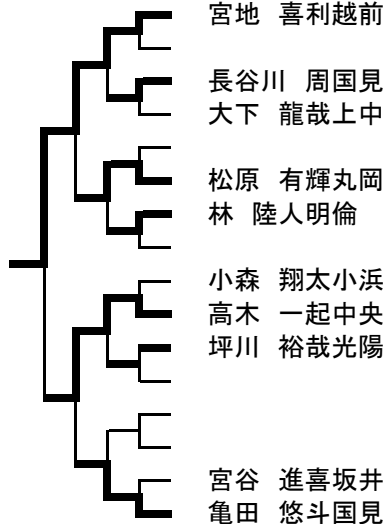 宮地　喜利越前
長谷川　周国見
大下　龍哉上中
松原　有輝丸岡
林　陸人明倫
小森　翔太小浜
高木　一起中央
坪川　裕哉光陽
宮谷　進喜坂井
亀田　悠斗国見